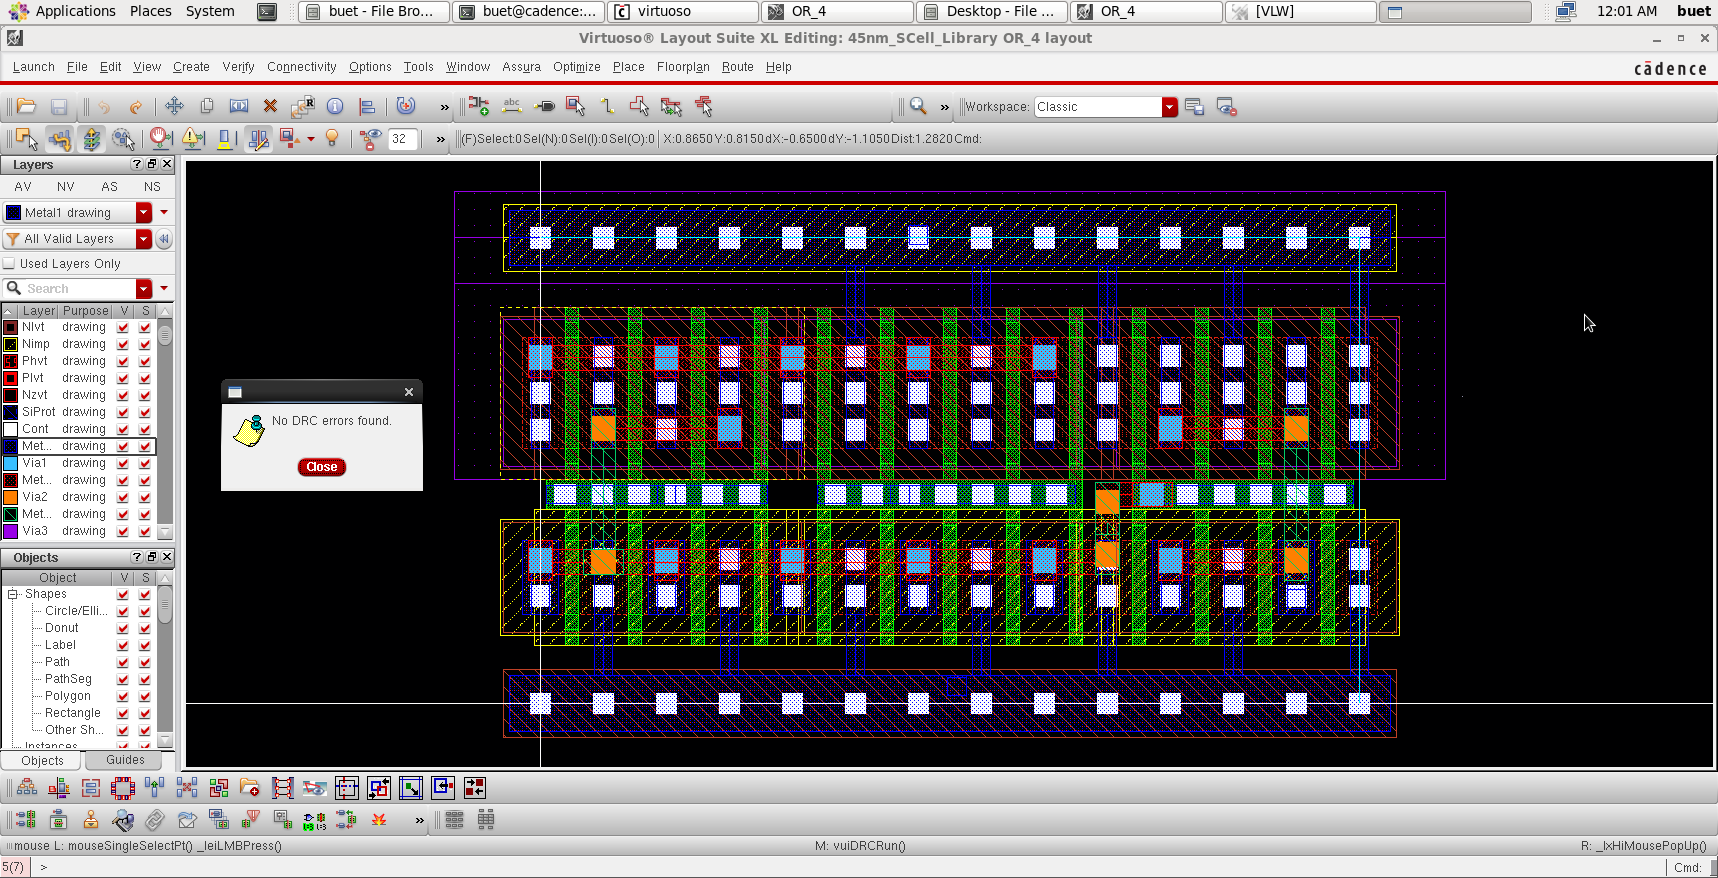 Applications Places System buet - File Bro... buet@cadence:... virtuoso OR_4 Desktop - File ... OR_4 [VLW] 12:01 AM buet
Virtuoso® Layout Suite XL Editing: 45nm_SCell_Library OR_4 layout
Launch File Edit View Create Verify Connectivity Options Tools Window Assura Optimize Place Floorplan Route Help
cādence
abc
R
» » Workspace: Classic
32 » (F)Select:0 Sel(N):0 Sel(I):0 Sel(O):0 X:0.8650 Y:0.8150 dX:-0.6500 dY:-1.1050 Dist:1.2820 Cmd:
Layers
AV NV AS NS
Metal1 drawing
All Valid Layers
Used Layers Only
Search
Layer Purpose V S
Nlvt drawing
Nimp drawing
Phvt drawing
Plvt drawing
Nzvt drawing
SiProt drawing
Cont drawing
Met... drawing
Via1 drawing
Met... drawing
Via2 drawing
Met... drawing
Via3 drawing
No DRC errors found.
Close
Objects
Object V S
Shapes
Circle/Elli...
Donut
Label
Path
PathSeg
Polygon
Rectangle
Other Sh...
Instances
Objects Guides
»
mouse L: mouseSingleSelectPt() _leiLMBPress() M: vuiDRCRun() R: _lxHiMousePopUp()
5(7) > Cmd: